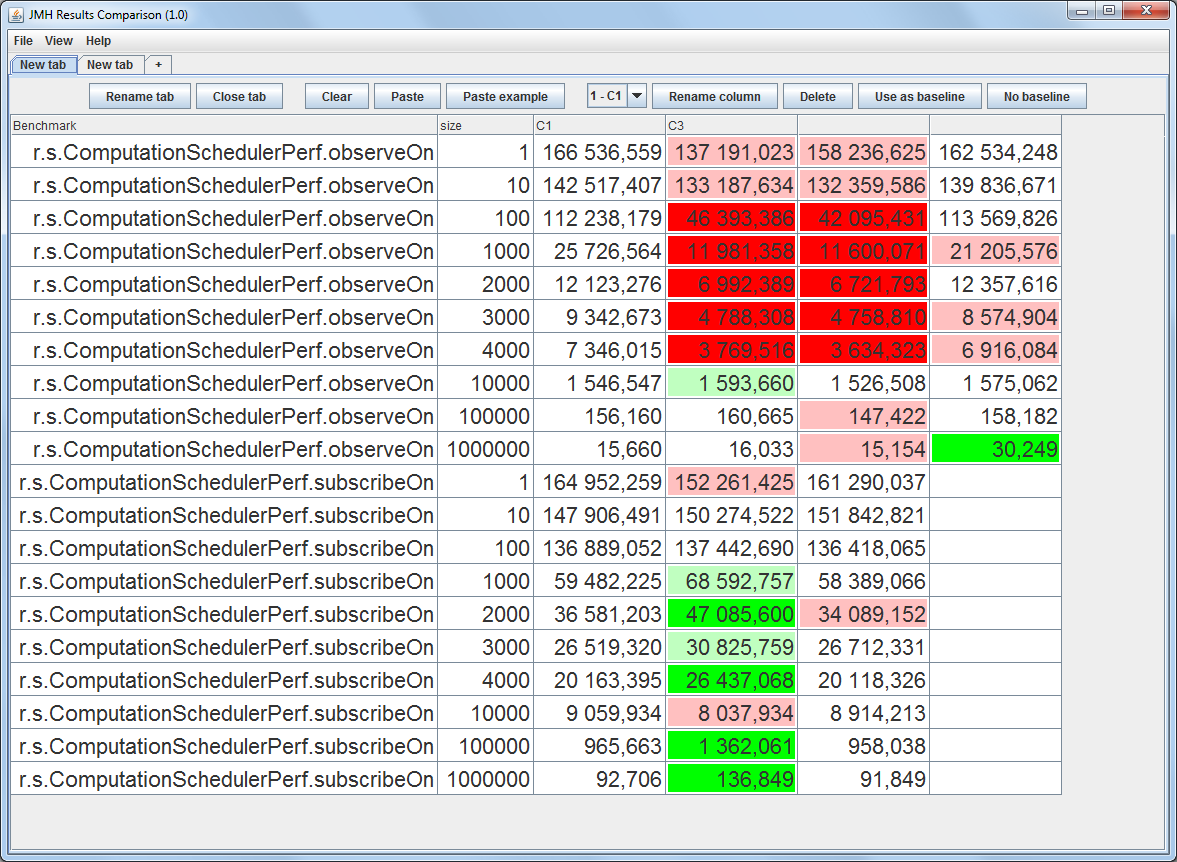 JMH Results Comparison (1.0)
File View Help
New tab New tab +
Rename tab Close tab Clear Paste Paste example 1 - C1 Rename column Delete Use as baseline No baseline
Benchmark size C1 C3
r.s.ComputationSchedulerPerf.observeOn 1 166 536,559 137 191,023 158 236,625 162 534,248
r.s.ComputationSchedulerPerf.observeOn 10 142 517,407 133 187,634 132 359,586 139 836,671
r.s.ComputationSchedulerPerf.observeOn 100 112 238,179 46 393,386 42 095,431 113 569,826
r.s.ComputationSchedulerPerf.observeOn 1000 25 726,564 11 981,358 11 600,071 21 205,576
r.s.ComputationSchedulerPerf.observeOn 2000 12 123,276 6 992,389 6 721,793 12 357,616
r.s.ComputationSchedulerPerf.observeOn 3000 9 342,673 4 788,308 4 758,810 8 574,904
r.s.ComputationSchedulerPerf.observeOn 4000 7 346,015 3 769,516 3 634,323 6 916,084
r.s.ComputationSchedulerPerf.observeOn 10000 1 546,547 1 593,660 1 526,508 1 575,062
r.s.ComputationSchedulerPerf.observeOn 100000 156,160 160,665 147,422 158,182
r.s.ComputationSchedulerPerf.observeOn 1000000 15,660 16,033 15,154 30,249
r.s.ComputationSchedulerPerf.subscribeOn 1 164 952,259 152 261,425 161 290,037
r.s.ComputationSchedulerPerf.subscribeOn 10 147 906,491 150 274,522 151 842,821
r.s.ComputationSchedulerPerf.subscribeOn 100 136 889,052 137 442,690 136 418,065
r.s.ComputationSchedulerPerf.subscribeOn 1000 59 482,225 68 592,757 58 389,066
r.s.ComputationSchedulerPerf.subscribeOn 2000 36 581,203 47 085,600 34 089,152
r.s.ComputationSchedulerPerf.subscribeOn 3000 26 519,320 30 825,759 26 712,331
r.s.ComputationSchedulerPerf.subscribeOn 4000 20 163,395 26 437,068 20 118,326
r.s.ComputationSchedulerPerf.subscribeOn 10000 9 059,934 8 037,934 8 914,213
r.s.ComputationSchedulerPerf.subscribeOn 100000 965,663 1 362,061 958,038
r.s.ComputationSchedulerPerf.subscribeOn 1000000 92,706 136,849 91,849